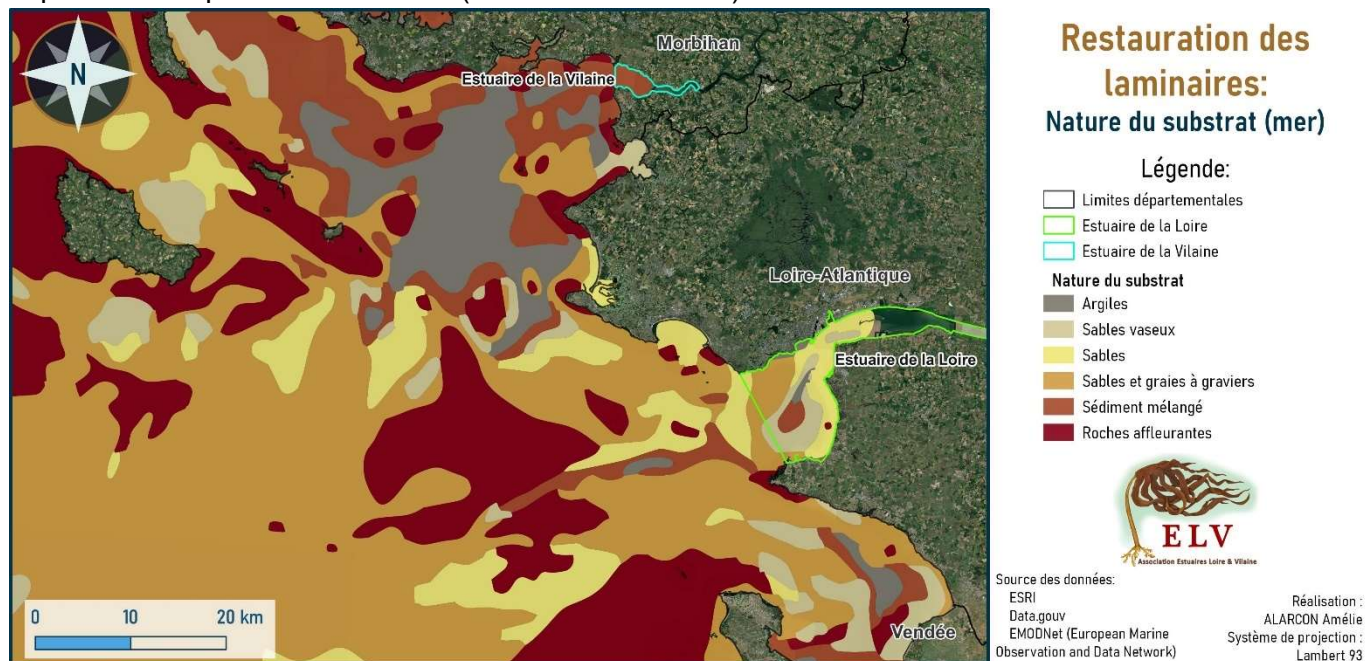 Morbihan
Estuaire de la Vilaine
N
Loire-Atlantique
Estuaire de la Loire
Vendée
0 10 20 km
Restauration des
laminaires:
Nature du substrat (mer)
Légende:
Limites départementales
Estuaire de la Loire
Estuaire de la Vilaine
Nature du substrat
Argiles
Sables vaseux
Sables
Sables et graies à graviers
Sédiment mélangé
Roches affleurantes
ELV
Association Estuaires Loire & Vilaine
Source des données:
ESRI
Data.gouv
EMODNet (European Marine
Observation and Data Network)
Réalisation :
ALARCON Amélie
Système de projection :
Lambert 93